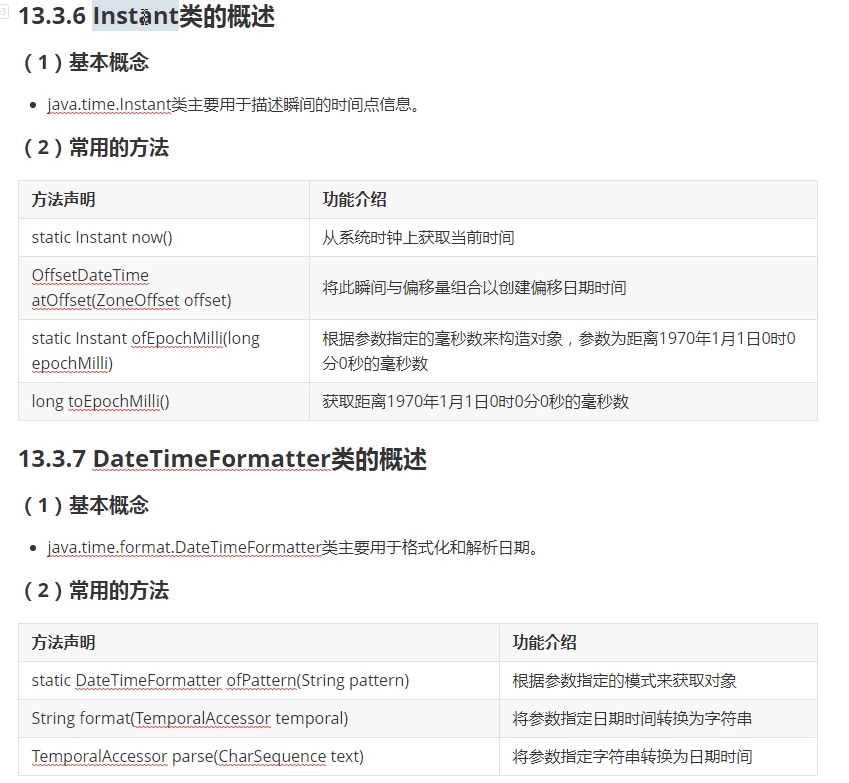 13.3.6 Instant类的概述
（1）基本概念
• java.time.Instant类主要用于描述瞬间的时间点信息。
（2）常用的方法
方法声明 功能介绍
static Instant now() 从系统时钟上获取当前时间
OffsetDateTime
atOffset(ZoneOffset offset) 将此瞬间与偏移量组合以创建偏移日期时间
static Instant ofEpochMilli(long
epochMilli) 根据参数指定的毫秒数来构造对象，参数为距离1970年1月1日0时0
分0秒的毫秒数
long toEpochMilli() 获取距离1970年1月1日0时0分0秒的毫秒数
13.3.7 DateTimeFormatter类的概述
（1）基本概念
• java.time.format.DateTimeFormatter类主要用于格式化和解析日期。
（2）常用的方法
方法声明 功能介绍
static DateTimeFormatter ofPattern(String pattern) 根据参数指定的模式来获取对象
String format(TemporalAccessor temporal) 将参数指定日期时间转换为字符串
TemporalAccessor parse(CharSequence text) 将参数指定字符串转换为日期时间